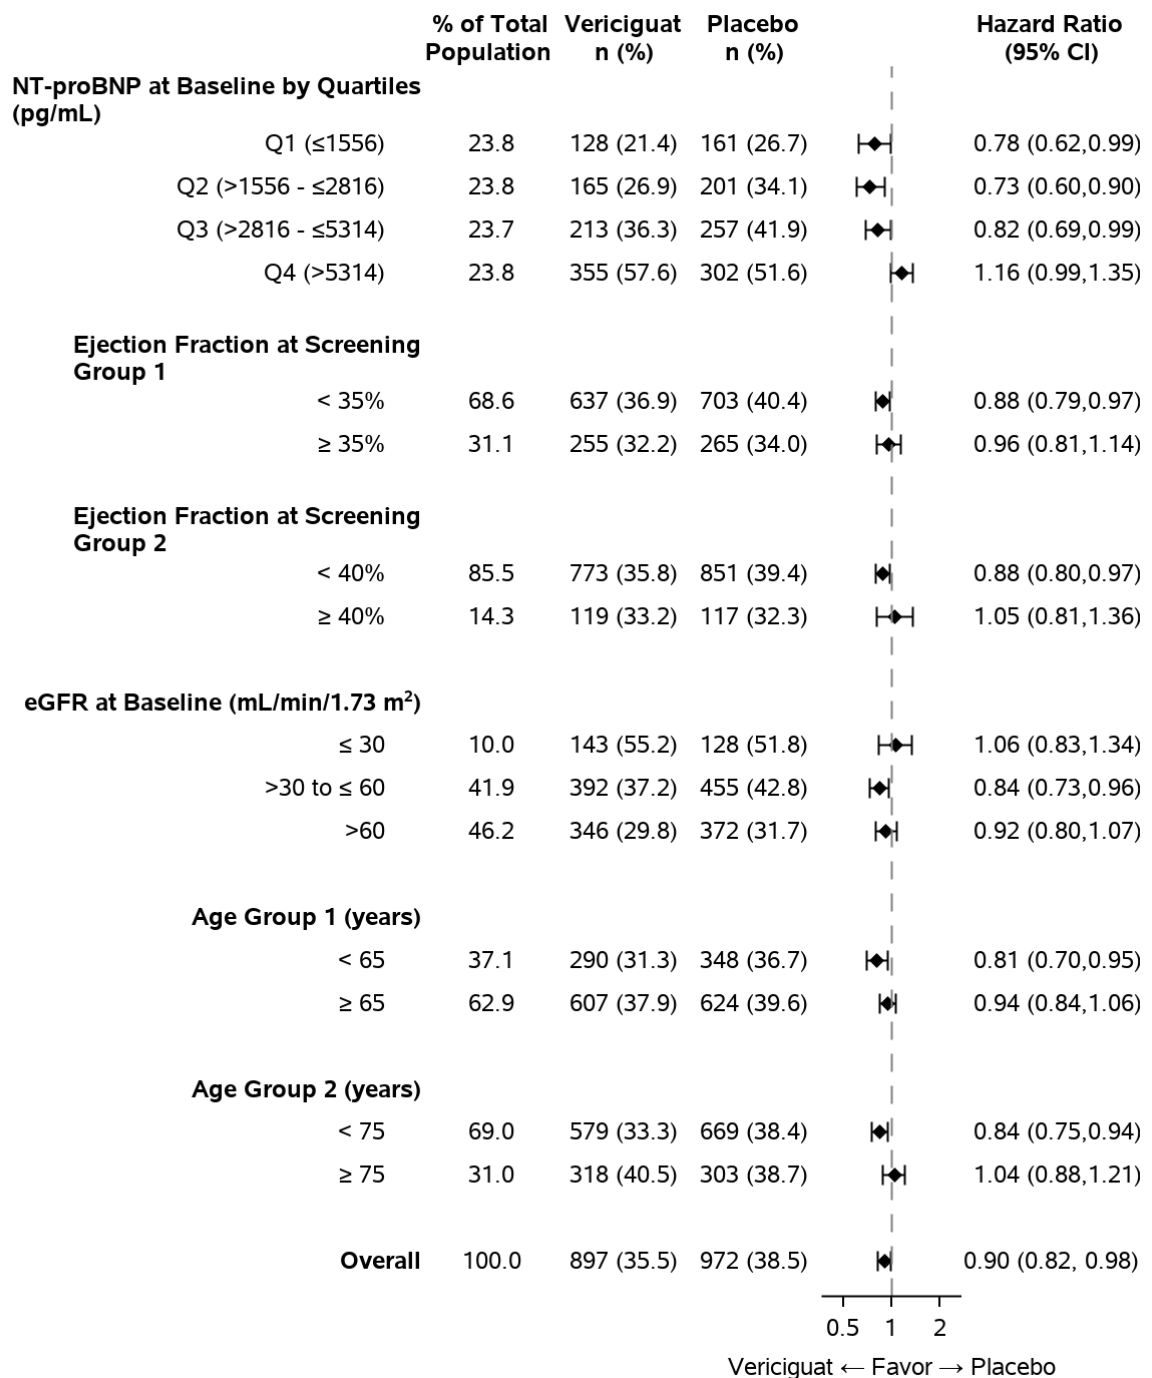 % of Total Vericiguat Placebo Hazard Ratio
Population n (%) n (%) (95% CI)
NT-proBNP at Baseline by Quartiles
(pg/mL)
Q1 (≤1556) 23.8 128 (21.4) 161 (26.7) 0.78 (0.62,0.99)
Q2 (>1556 - ≤2816) 23.8 165 (26.9) 201 (34.1) 0.73 (0.60,0.90)
Q3 (>2816 - ≤5314) 23.7 213 (36.3) 257 (41.9) 0.82 (0.69,0.99)
Q4 (>5314) 23.8 355 (57.6) 302 (51.6) 1.16 (0.99,1.35)
Ejection Fraction at Screening
Group 1
< 35% 68.6 637 (36.9) 703 (40.4) 0.88 (0.79,0.97)
≥ 35% 31.1 255 (32.2) 265 (34.0) 0.96 (0.81,1.14)
Ejection Fraction at Screening
Group 2
< 40% 85.5 773 (35.8) 851 (39.4) 0.88 (0.80,0.97)
≥ 40% 14.3 119 (33.2) 117 (32.3) 1.05 (0.81,1.36)
eGFR at Baseline (mL/min/1.73 m²)
≤ 30 10.0 143 (55.2) 128 (51.8) 1.06 (0.83,1.34)
>30 to ≤ 60 41.9 392 (37.2) 455 (42.8) 0.84 (0.73,0.96)
>60 46.2 346 (29.8) 372 (31.7) 0.92 (0.80,1.07)
Age Group 1 (years)
< 65 37.1 290 (31.3) 348 (36.7) 0.81 (0.70,0.95)
≥ 65 62.9 607 (37.9) 624 (39.6) 0.94 (0.84,1.06)
Age Group 2 (years)
< 75 69.0 579 (33.3) 669 (38.4) 0.84 (0.75,0.94)
≥ 75 31.0 318 (40.5) 303 (38.7) 1.04 (0.88,1.21)
Overall 100.0 897 (35.5) 972 (38.5) 0.90 (0.82, 0.98)
0.5 1 2
Vericiguat ← Favor → Placebo